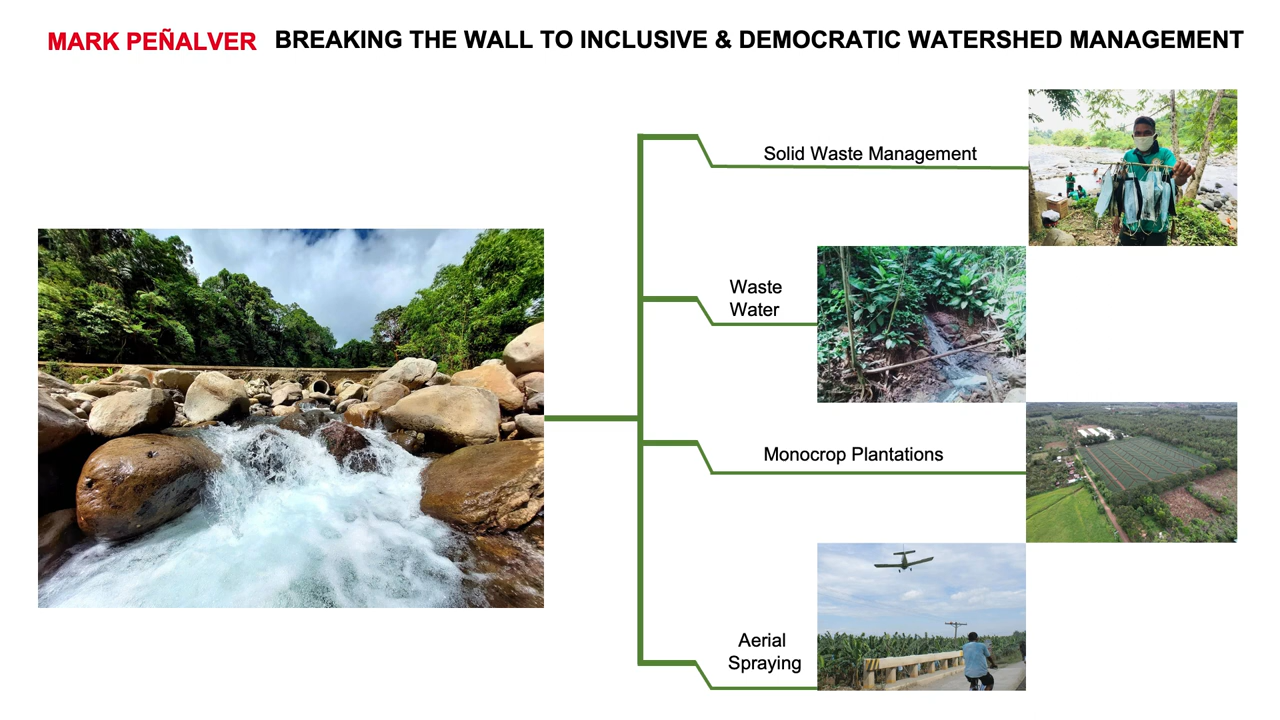 MARK PEÑALVER BREAKING THE WALL TO INCLUSIVE & DEMOCRATIC WATERSHED MANAGEMENT
Solid Waste Management
Waste
Water
Monocrop Plantations
Aerial
Spraying